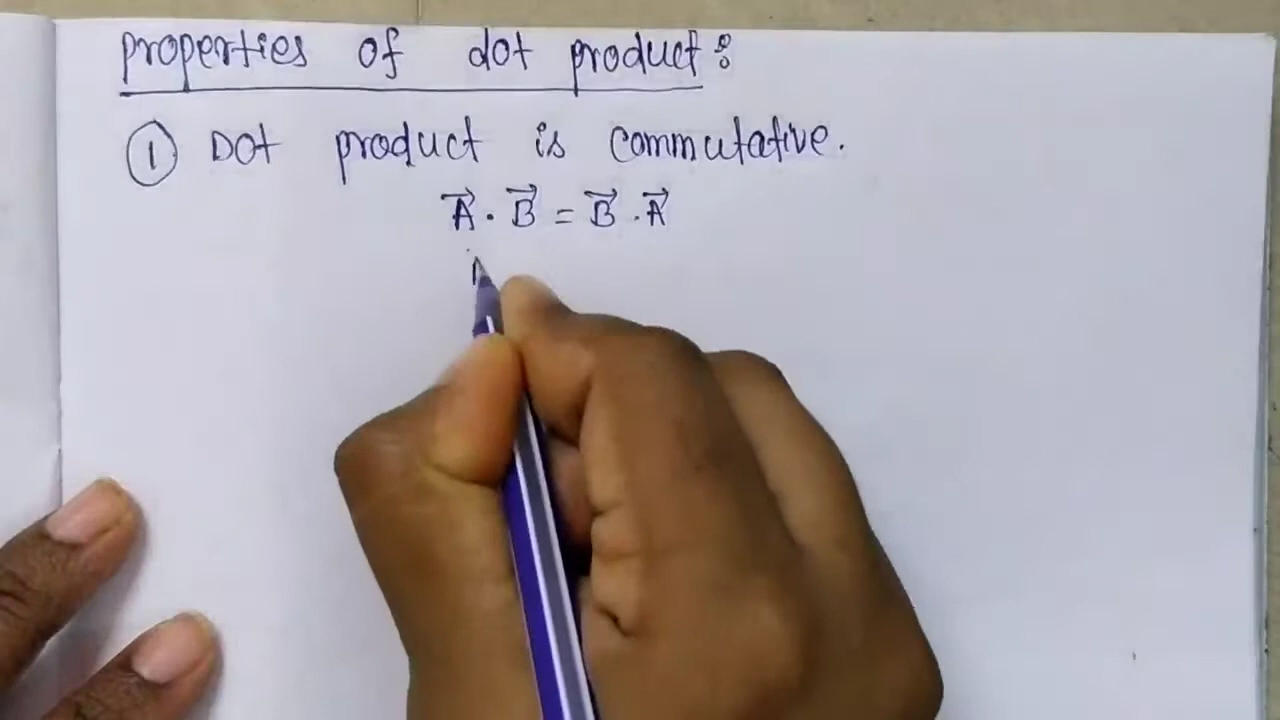 properties of dot product :
① Dot product is commutative.
A⃗ · B⃗ = B⃗ . A⃗